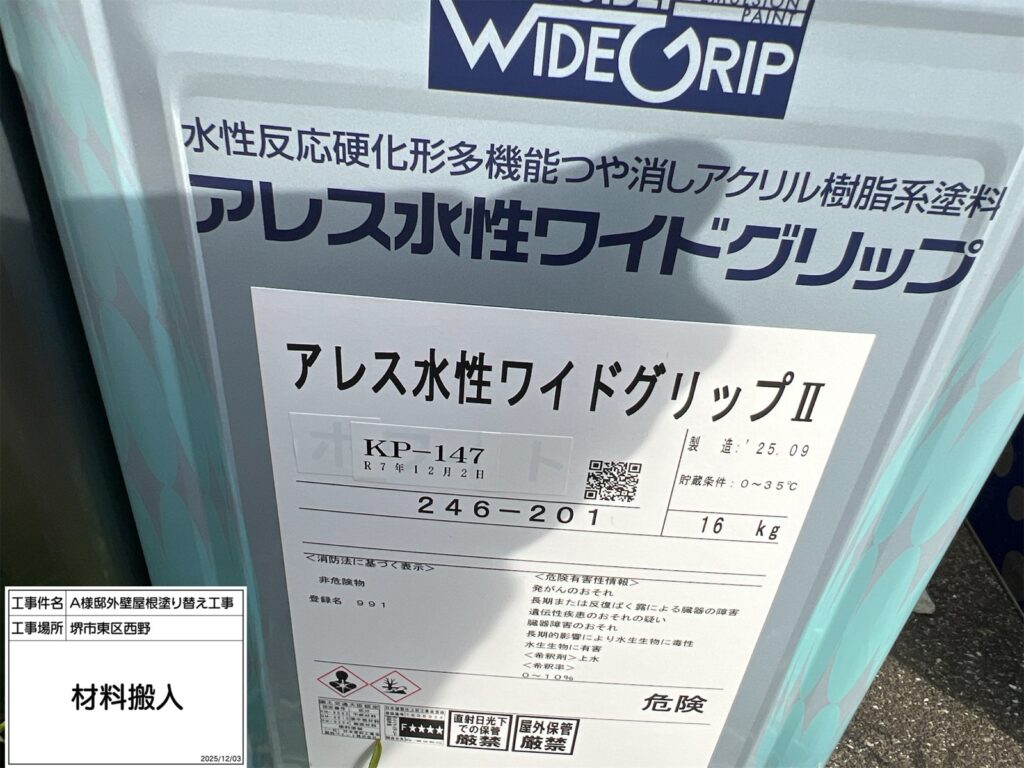 EMULSION
PAINT
WIDEGRIP
水性反応硬化形多機能つや消しアクリル樹脂系塗料
アレス水性ワイドグリップ
アレス水性ワイドグリップⅡ
KP-147
R7年12月2日
製 造:'25.09
貯蔵条件:0~35℃
246-201
16 kg
<消防法に基づく表示>
非危険物
登録名 991
<危険有害性情報>
発がんのおそれ
長期または反復ばく露による臓器の障害
遺伝性疾患のおそれの疑い
臓器障害のおそれ
長期的影響により水生生物に毒性
水生生物に有害
<希釈剤>上水
<希釈率>
0~10%
危険
F★★★★
直射日光下
での保管
厳禁
屋外保管
厳禁
工事件名 A様邸外壁屋根塗り替え工事
工事場所 堺市東区西野
材料搬入
2025/12/03